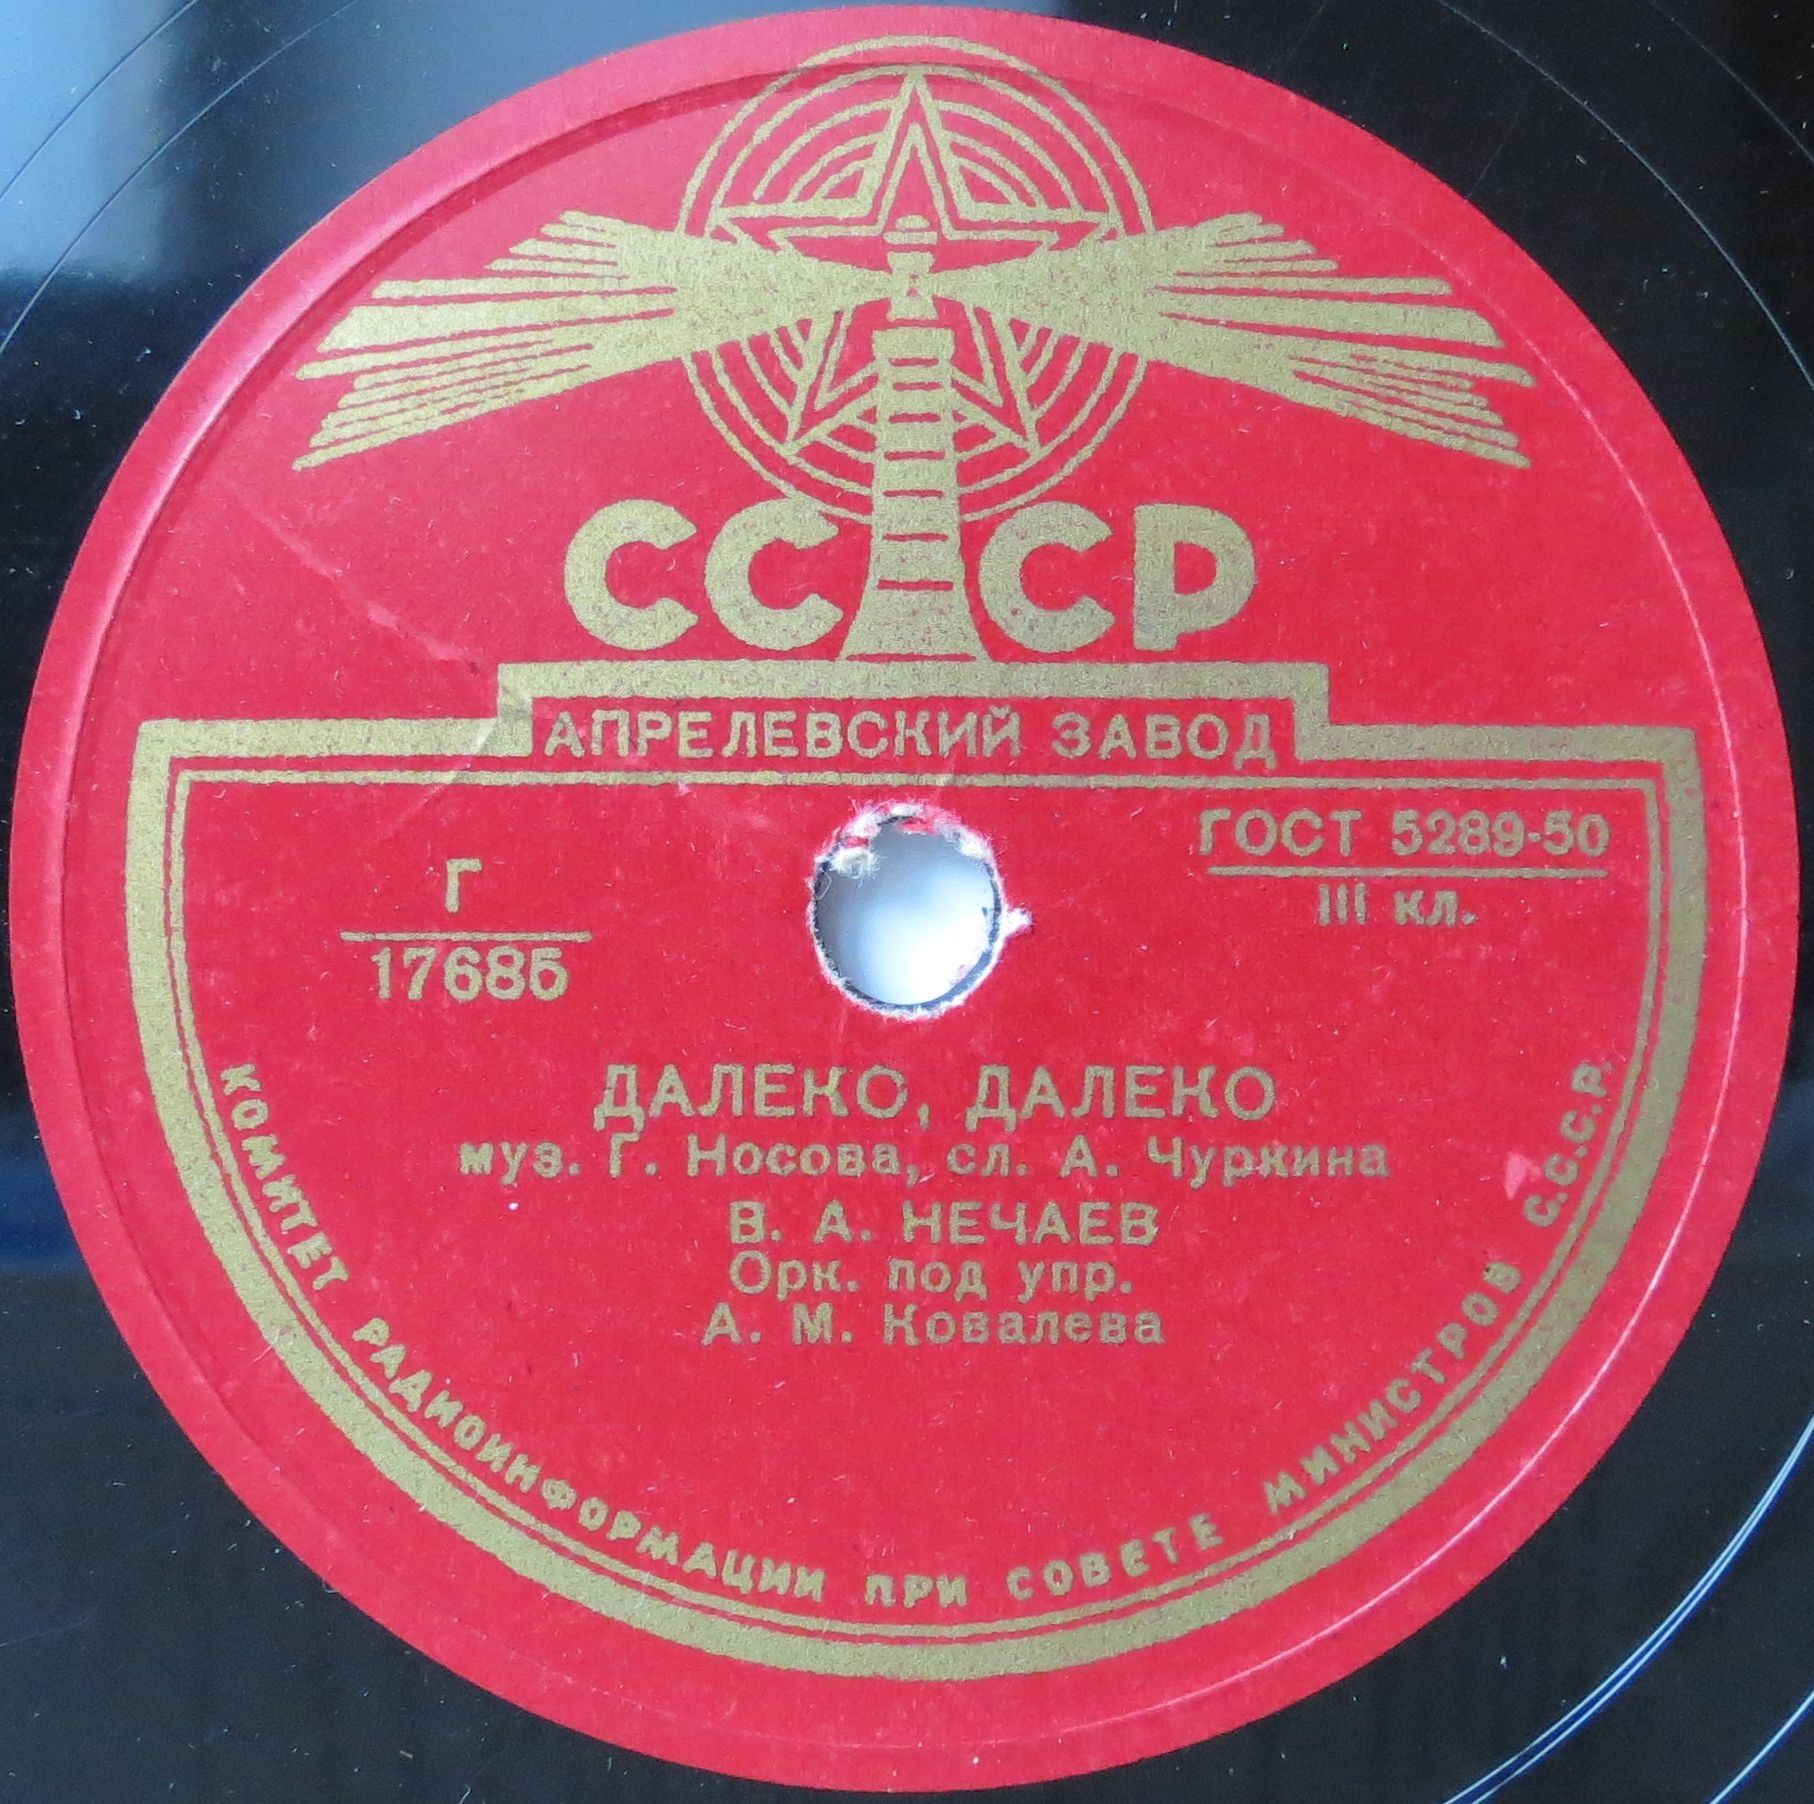 СССР
АПРЕЛЕВСКИЙ ЗАВОД
ГОСТ 5289-50
III кл.
Г
17685
ДАЛЕКО, ДАЛЕКО
муз. Г. Носова, сл. А. Чуркина
В. А. НЕЧАЕВ
Орк. под упр.
А. М. Ковалева
КОМИТЕТ РАДИОИНФОРМАЦИИ ПРИ СОВЕТЕ МИНИСТРОВ С.С.С.Р.